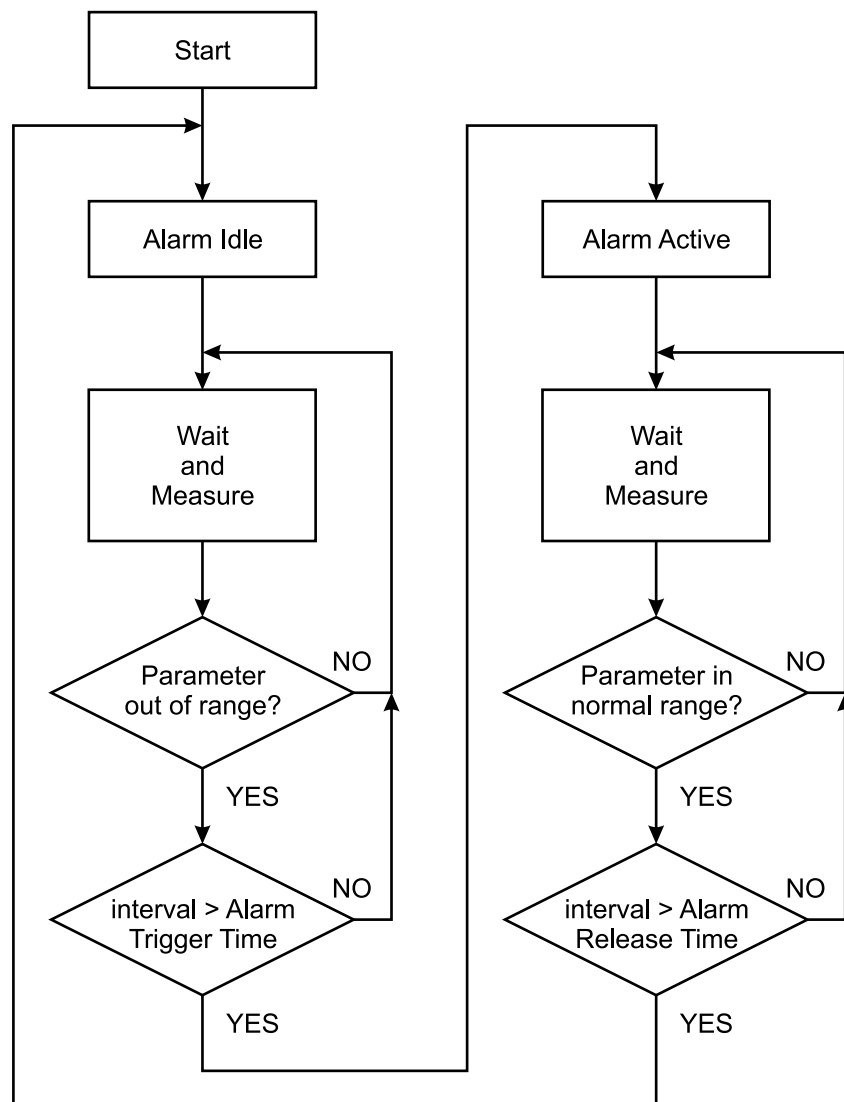 Start
Alarm Idle
Wait
and
Measure
Parameter
out of range?
NO
YES
interval > Alarm
Trigger Time
NO
YES
Alarm Active
Wait
and
Measure
Parameter in
normal range?
NO
YES
interval > Alarm
Release Time
NO
YES